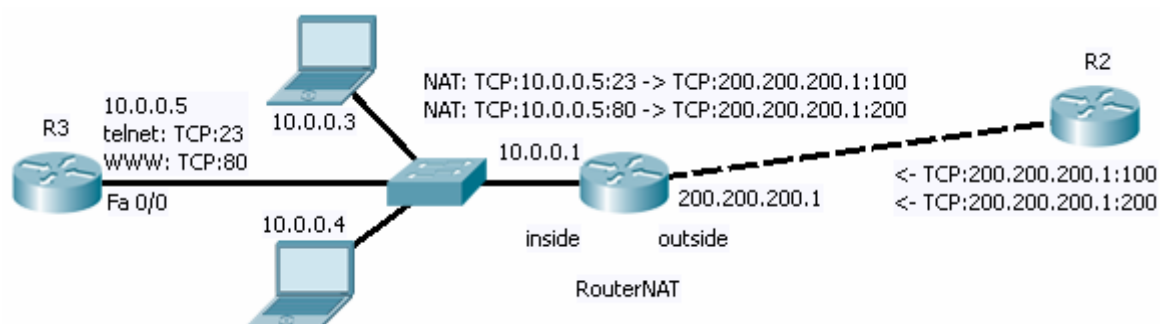 NAT: TCP:10.0.0.5:23 -> TCP:200.200.200.1:100
NAT: TCP:10.0.0.5:80 -> TCP:200.200.200.1:200
R2
R3
10.0.0.5
telnet: TCP:23
WWW: TCP:80
Fa 0/0
10.0.0.3
10.0.0.4
10.0.0.1
200.200.200.1
<- TCP:200.200.200.1:100
<- TCP:200.200.200.1:200
inside
outside
RouterNAT